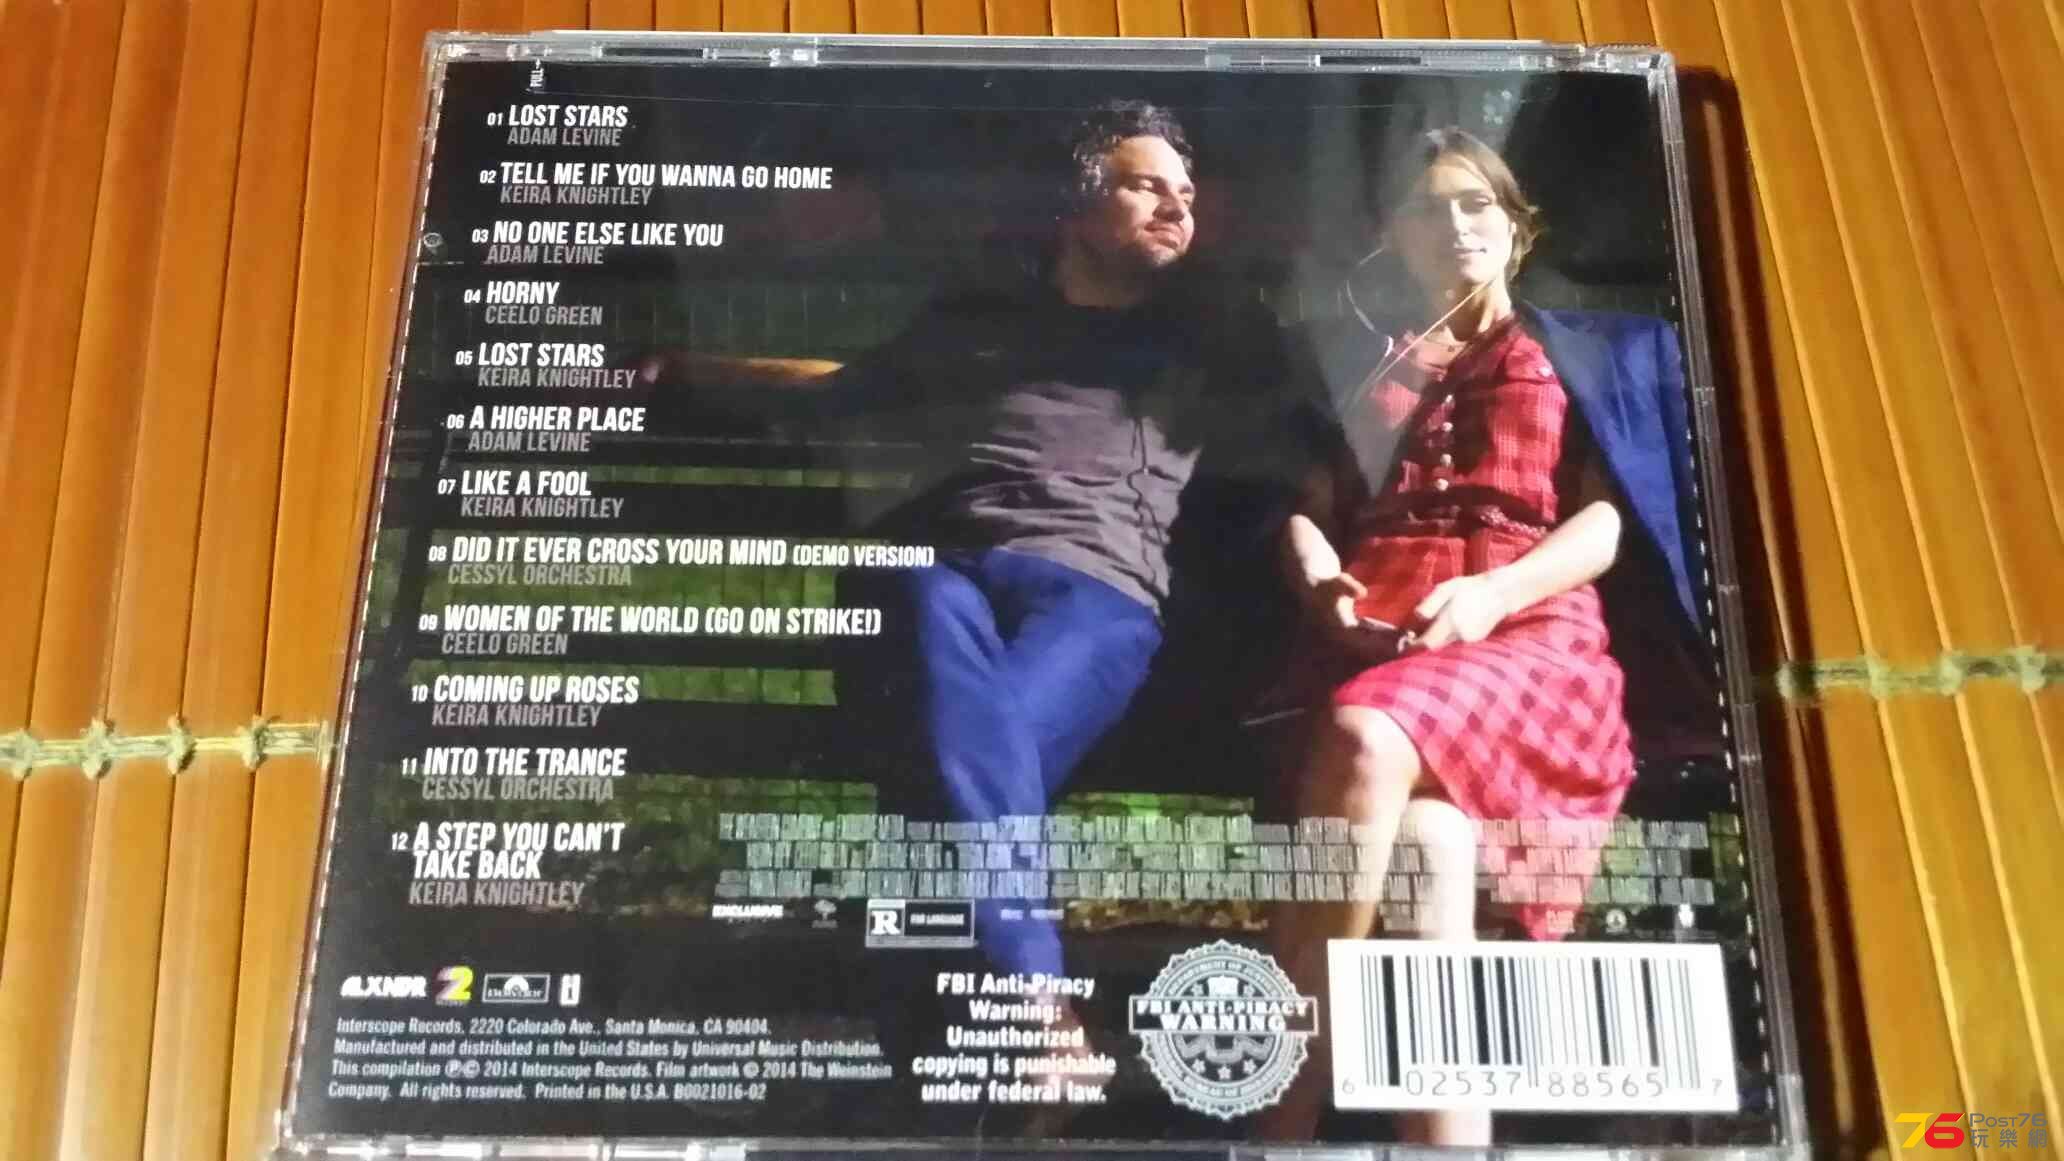 PULL
01 LOST STARS
ADAM LEVINE
02 TELL ME IF YOU WANNA GO HOME
KEIRA KNIGHTLEY
03 NO ONE ELSE LIKE YOU
ADAM LEVINE
04 HORNY
CEELO GREEN
05 LOST STARS
KEIRA KNIGHTLEY
06 A HIGHER PLACE
ADAM LEVINE
07 LIKE A FOOL
KEIRA KNIGHTLEY
08 DID IT EVER CROSS YOUR MIND (DEMO VERSION)
CESSYL ORCHESTRA
09 WOMEN OF THE WORLD (GO ON STRIKE!)
CEELO GREEN
10 COMING UP ROSES
KEIRA KNIGHTLEY
11 INTO THE TRANCE
CESSYL ORCHESTRA
12 A STEP YOU CAN'T
TAKE BACK
KEIRA KNIGHTLEY
EXCLUSIVE
R FOR LANGUAGE
ALXNDR 2
Interscope Records, 2220 Colorado Ave., Santa Monica, CA 90404.
Manufactured and distributed in the United States by Universal Music Distribution.
This compilation ℗© 2014 Interscope Records. Film artwork © 2014 The Weinstein
Company. All rights reserved. Printed in the U.S.A. B0021016-02
FBI Anti-Piracy
Warning:
Unauthorized
copying is punishable
under federal law.
FBI ANTI-PIRACY
WARNING
6 02537 88565 7
76 Post76
玩樂網